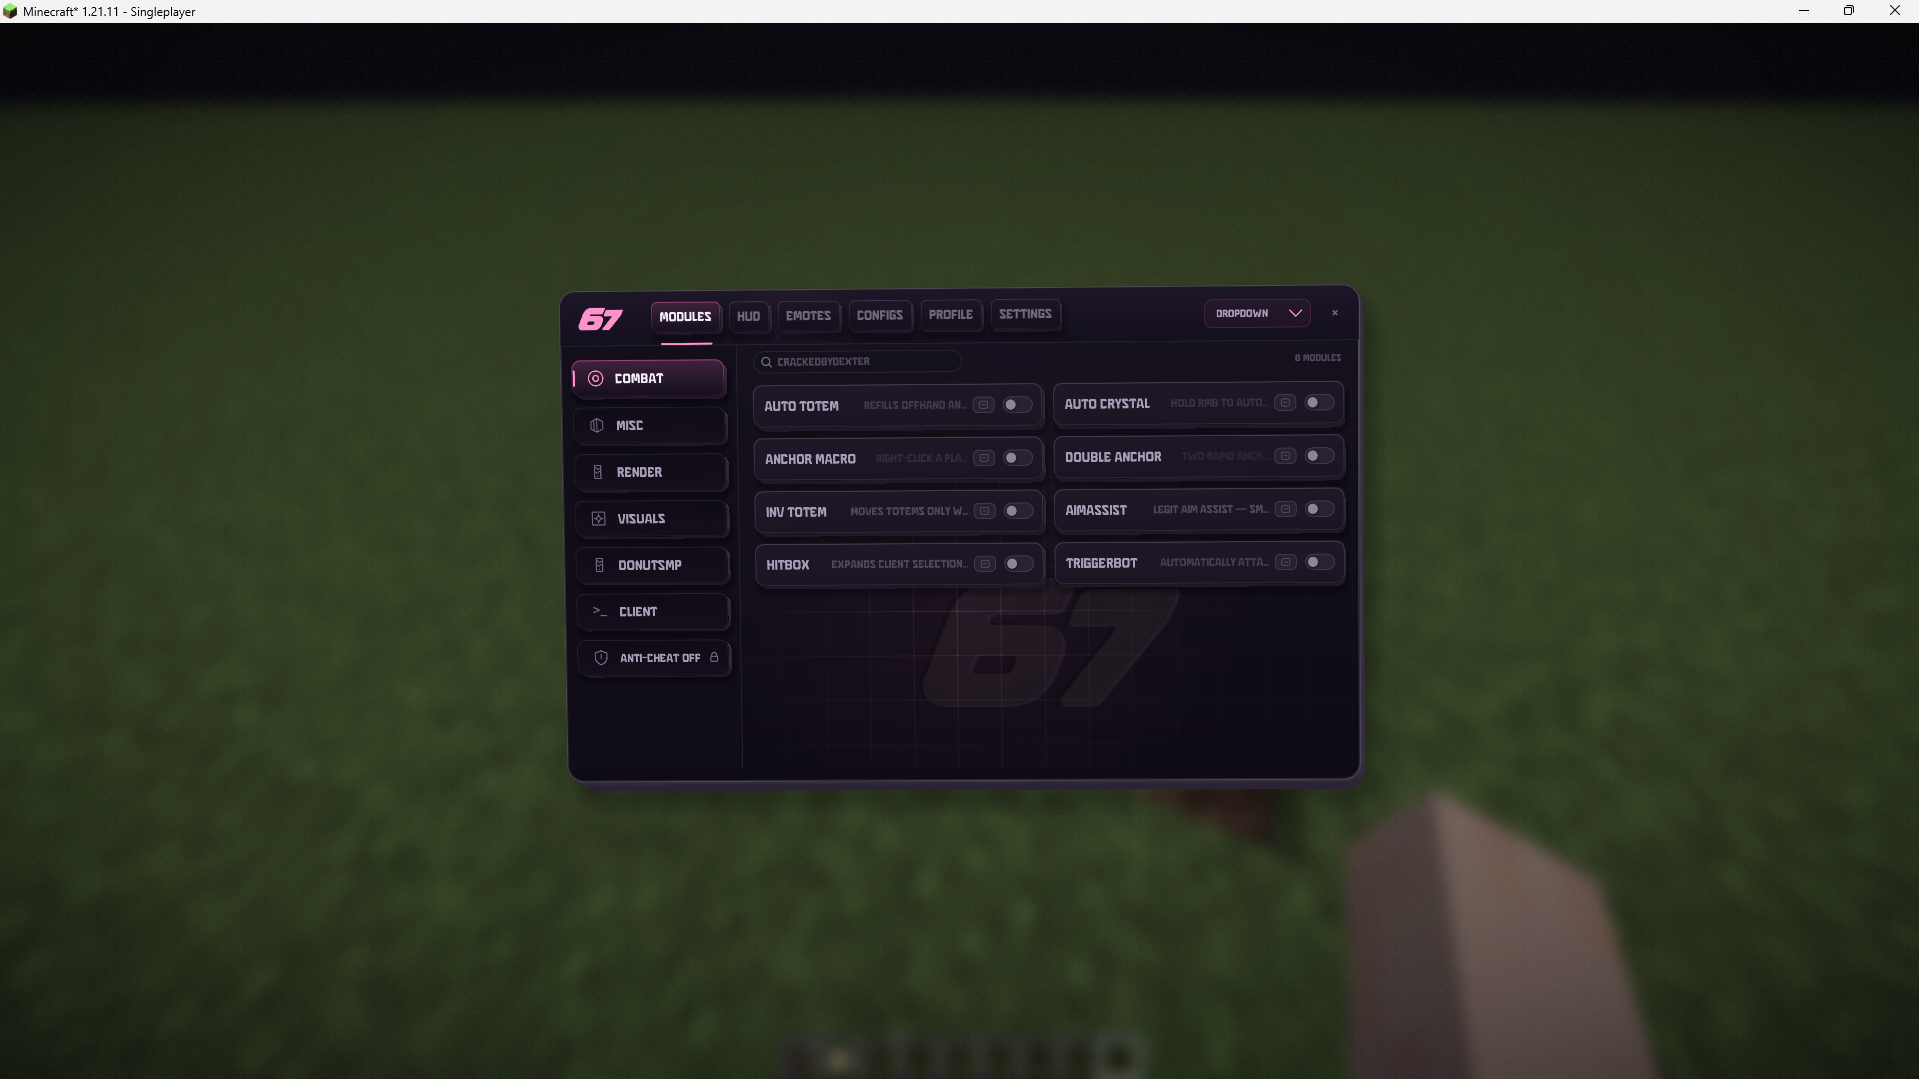 Minecraft* 1.21.11 - Singleplayer
67
MODULES
HUD
EMOTES
CONFIGS
PROFILE
SETTINGS
DROPDOWN
×
COMBAT
MISC
RENDER
VISUALS
DONUTSMP
>_ CLIENT
ANTI-CHEAT OFF
CRACKEDBYDEXTER
8 MODULES
AUTO TOTEM REFILLS OFFHAND AN...
AUTO CRYSTAL HOLD RMB TO AUTO...
ANCHOR MACRO RIGHT-CLICK A PLA...
DOUBLE ANCHOR TWO RAPID ANCH...
INV TOTEM MOVES TOTEMS ONLY W...
AIMASSIST LEGIT AIM ASSIST — SM...
HITBOX EXPANDS CLIENT SELECTION...
TRIGGERBOT AUTOMATICALLY ATTA...
67